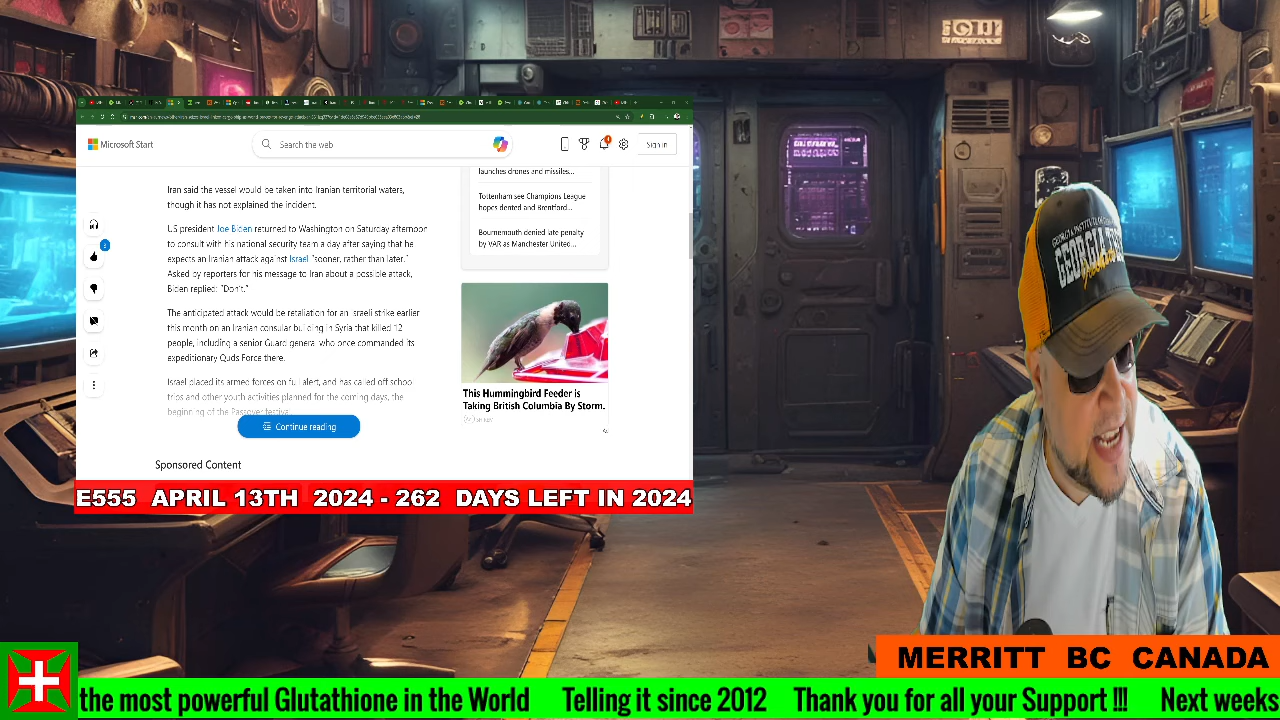 Microsoft Start
Search the web
Sign in
launches drones and missiles...
Tottenham see Champions League
hopes dented and Brentford...
Bournemouth denied late penalty
by VAR as Manchester United...
Iran said the vessel would be taken into Iranian territorial waters,
though it has not explained the incident.
US president Joe Biden returned to Washington on Saturday afternoon
to consult with his national security team a day after saying that he
expects an Iranian attack against Israel "sooner, rather than later."
Asked by reporters for his message to Iran about a possible attack,
Biden replied: "Don't."
The anticipated attack would be retaliation for an Israeli strike earlier
this month on an Iranian consular building in Syria that killed 12
people, including a senior Guard general who once commanded its
expeditionary Quds Force there.
Israel placed its armed forces on full alert, and has called off school
trips and other youth activities planned for the coming days, the
beginning of the Passover festival.
Continue reading
Sponsored Content
This Hummingbird Feeder is
Taking British Columbia By Storm.
E555 APRIL 13TH 2024 - 262 DAYS LEFT IN 2024
GEORGIA TECH
MERRITT BC CANADA
the most powerful Glutathione in the World Telling it since 2012 Thank you for all your Support !!! Next weeks